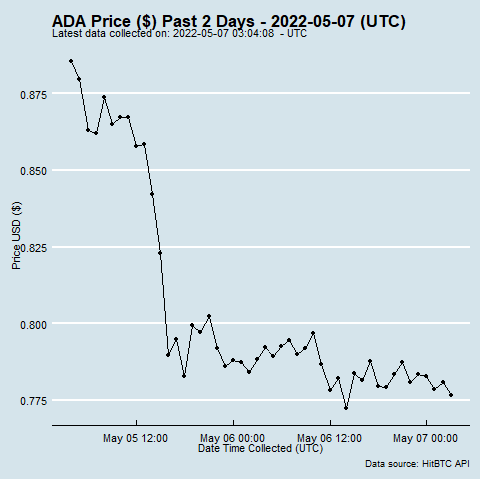 ADA Price ($) Past 2 Days - 2022-05-07 (UTC)
Latest data collected on: 2022-05-07 03:04:08 - UTC
0.875
0.850
0.825
0.800
0.775
Price USD ($)
May 05 12:00 May 06 00:00 May 06 12:00 May 07 00:00
Date Time Collected (UTC)
Data source: HitBTC API